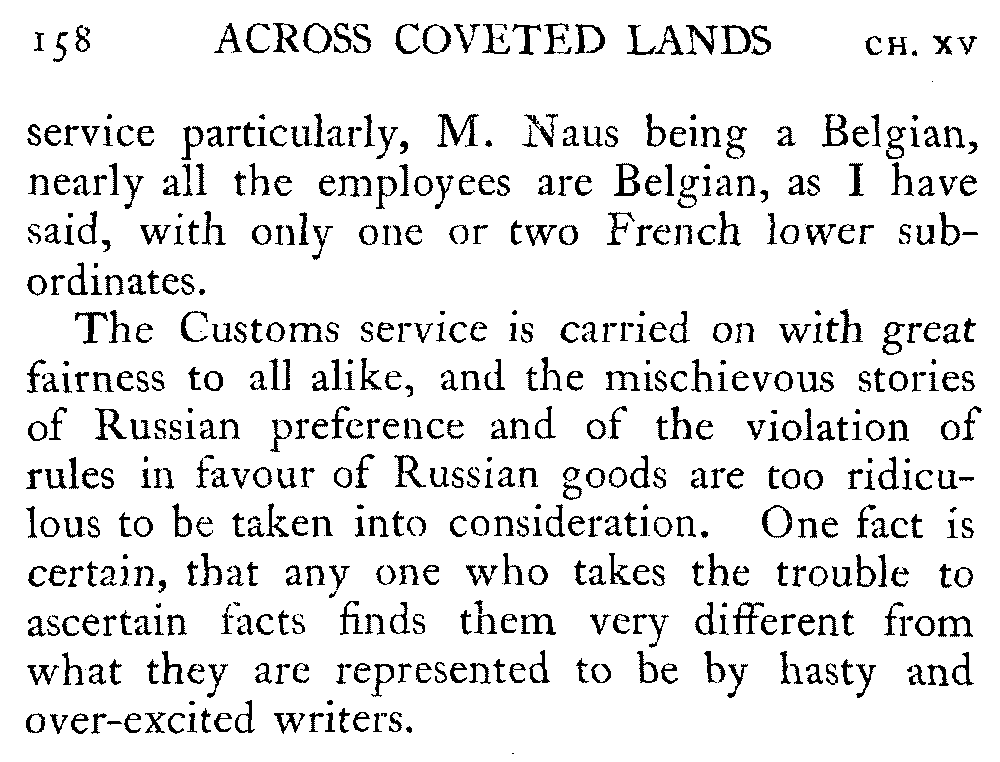 158 ACROSS COVETED LANDS CH. XV
service particularly, M. Naus being a Belgian,
nearly all the employees are Belgian, as I have
said, with only one or two French lower sub-
ordinates.
The Customs service is carried on with great
fairness to all alike, and the mischievous stories
of Russian preference and of the violation of
rules in favour of Russian goods are too ridicu-
lous to be taken into consideration. One fact is
certain, that any one who takes the trouble to
ascertain facts finds them very different from
what they are represented to be by hasty and
over-excited writers.